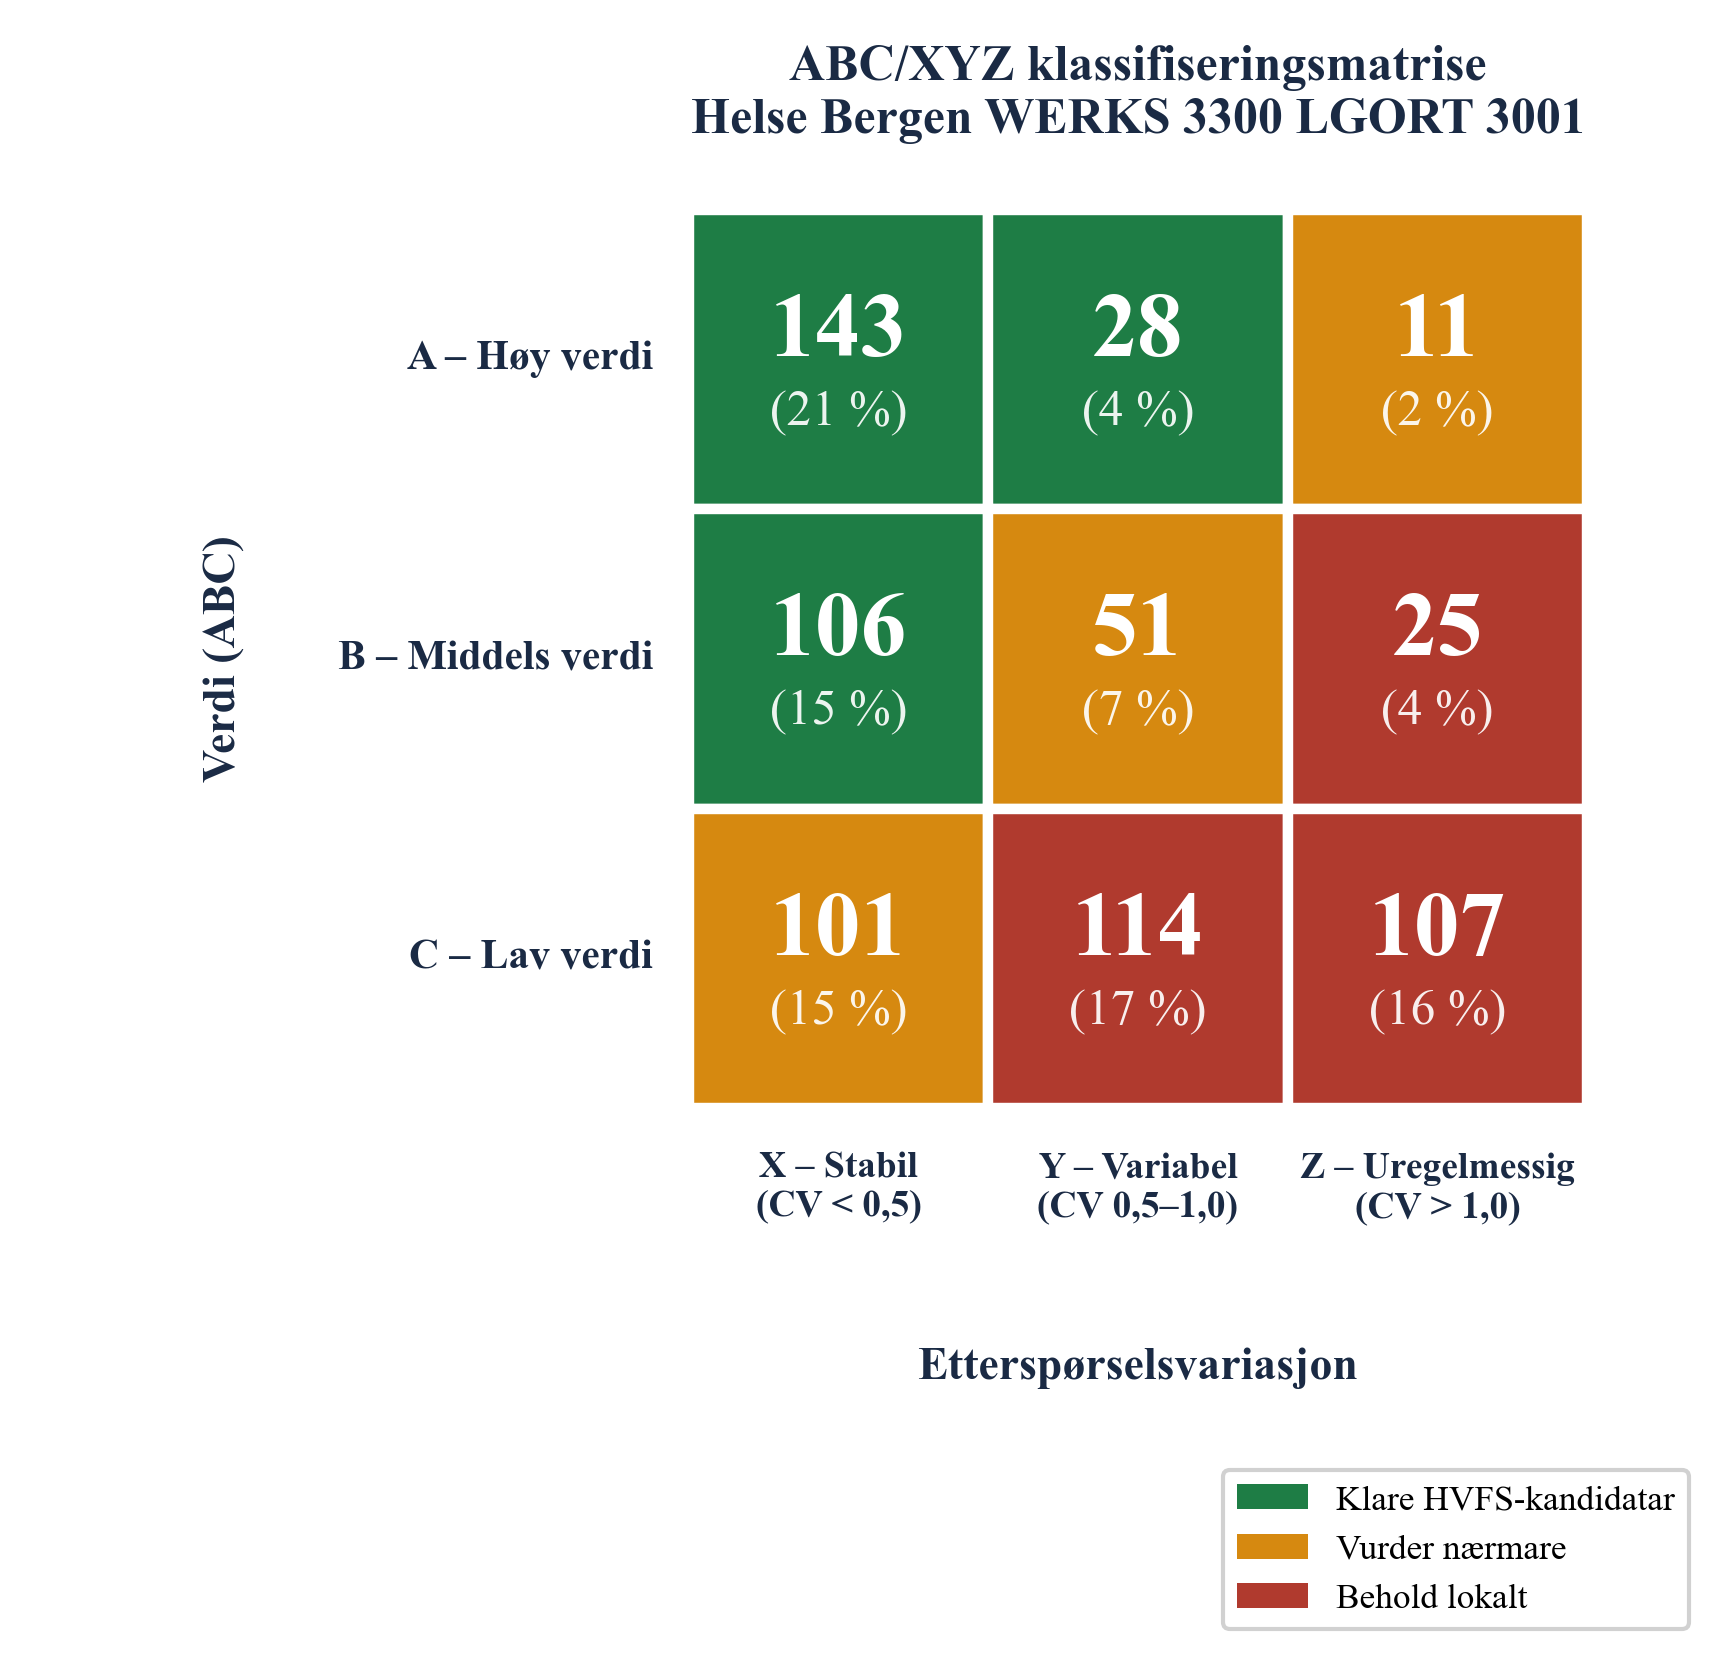 ABC/XYZ klassifiseringsmatrise
Helse Bergen WERKS 3300 LGORT 3001
Verdi (ABC)
A – Høy verdi
143
(21 %)
28
(4 %)
11
(2 %)
B – Middels verdi
106
(15 %)
51
(7 %)
25
(4 %)
C – Lav verdi
101
(15 %)
114
(17 %)
107
(16 %)
X – Stabil
(CV < 0,5)
Y – Variabel
(CV 0,5–1,0)
Z – Uregelmessig
(CV > 1,0)
Etterspørselsvariasjon
Klare HVFS-kandidatar
Vurder nærmare
Behold lokalt